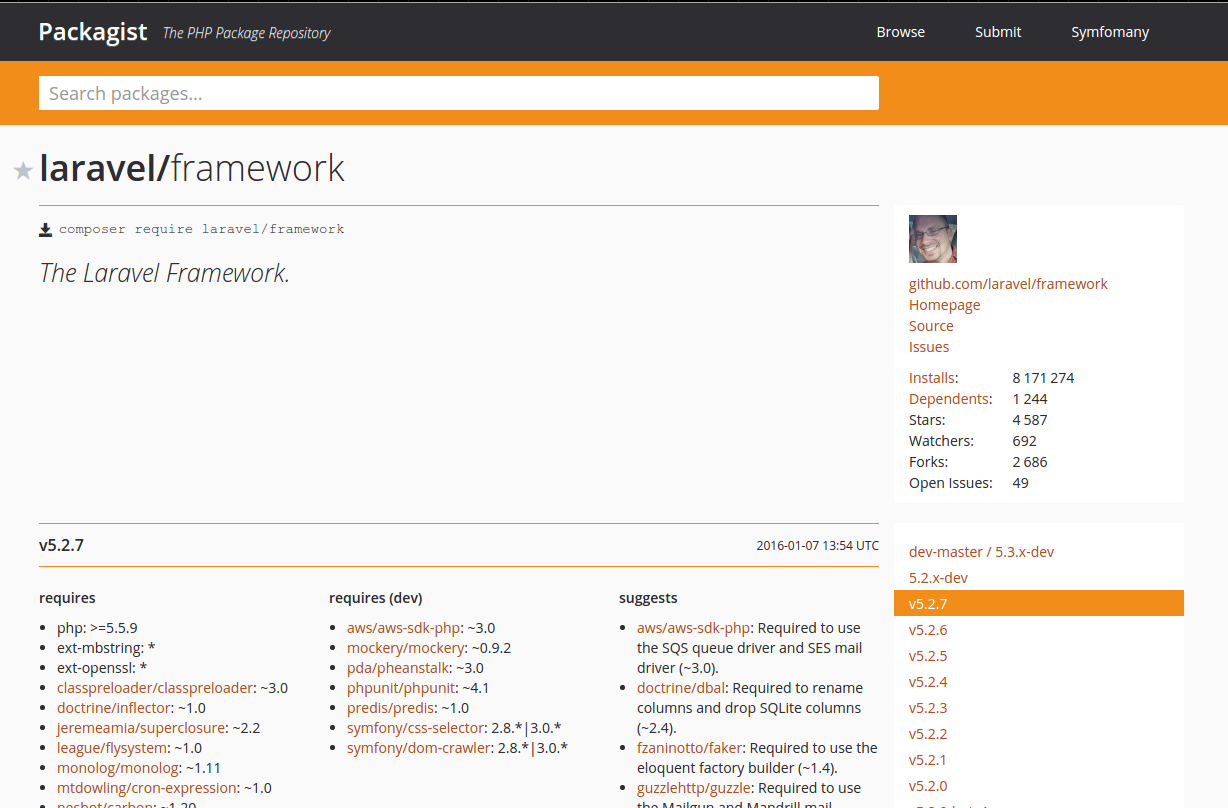 Packagist The PHP Package Repository Browse Submit Symfomany
Search packages...
laravel/framework
composer require laravel/framework
The Laravel Framework.
github.com/laravel/framework
Homepage
Source
Issues
Installs: 8 171 274
Dependents: 1 244
Stars: 4 587
Watchers: 692
Forks: 2 686
Open Issues: 49
v5.2.7 2016-01-07 13:54 UTC
requires
php: >=5.5.9
ext-mbstring: *
ext-openssl: *
classpreloader/classpreloader: ~3.0
doctrine/inflector: ~1.0
jeremeamia/superclosure: ~2.2
league/flysystem: ~1.0
monolog/monolog: ~1.11
mtdowling/cron-expression: ~1.0
nesbot/carbon: ~1.20
requires (dev)
aws/aws-sdk-php: ~3.0
mockery/mockery: ~0.9.2
pda/pheanstalk: ~3.0
phpunit/phpunit: ~4.1
predis/predis: ~1.0
symfony/css-selector: 2.8.*|3.0.*
symfony/dom-crawler: 2.8.*|3.0.*
suggests
aws/aws-sdk-php: Required to use
the SQS queue driver and SES mail
driver (~3.0).
doctrine/dbal: Required to rename
columns and drop SQLite columns
(~2.4).
fzaninotto/faker: Required to use the
eloquent factory builder (~1.4).
guzzlehttp/guzzle: Required to use
the Mailgun and Mandrill mail
dev-master / 5.3.x-dev
5.2.x-dev
v5.2.7
v5.2.6
v5.2.5
v5.2.4
v5.2.3
v5.2.2
v5.2.1
v5.2.0